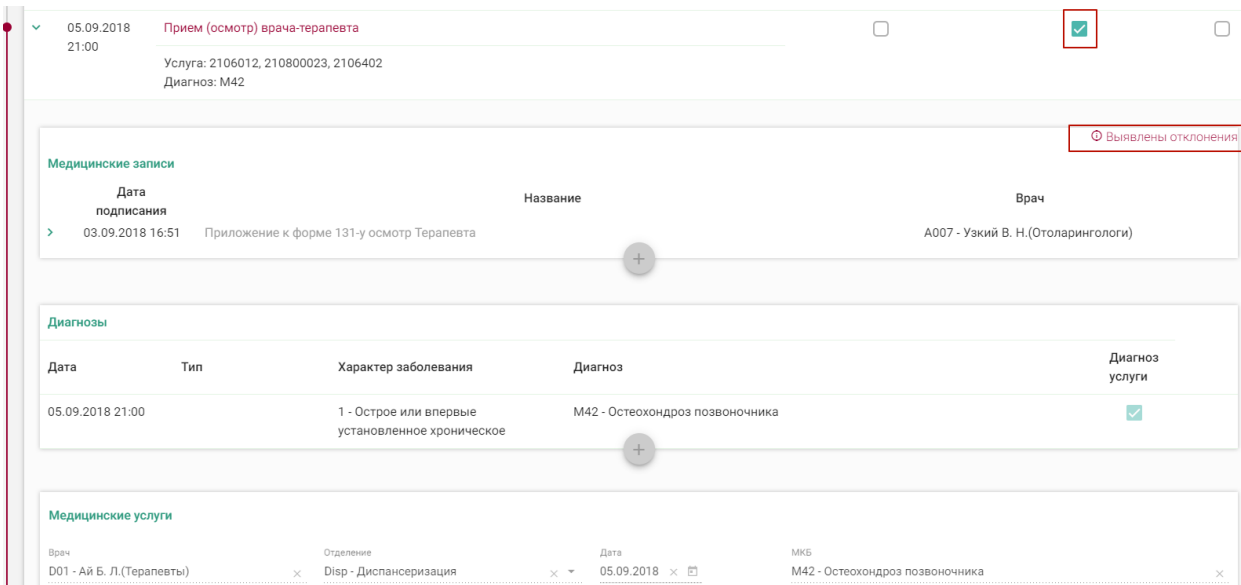 05.09.2018 Прием (осмотр) врача-терапевта
21:00
Услуга: 2106012, 210800023, 2106402
Диагноз: M42
Выявлены отклонения
Медицинские записи
Дата подписания Название Врач
03.09.2018 16:51 Приложение к форме 131-у осмотр Терапевта А007 - Узкий В. Н.(Отоларингологи)
Диагнозы
Дата Тип Характер заболевания Диагноз Диагноз услуги
05.09.2018 21:00 1 - Острое или впервые M42 - Остеохондроз позвоночника
установленное хроническое
Медицинские услуги
Врач Отделение Дата МКБ
D01 - Ай Б. Л.(Терапевты) Disp - Диспансеризация 05.09.2018 M42 - Остеохондроз позвоночника